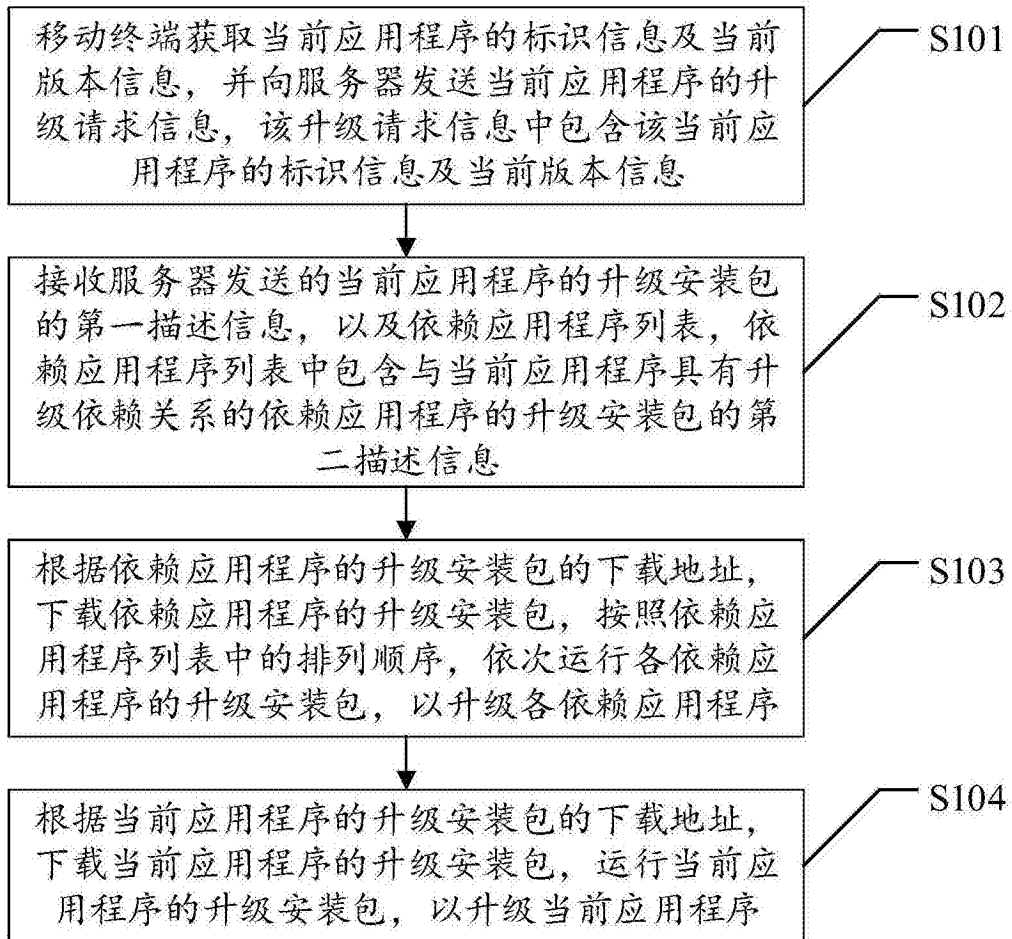 移动终端获取当前应用程序的标识信息及当前
版本信息，并向服务器发送当前应用程序的升
级请求信息，该升级请求信息中包含该当前应
用程序的标识信息及当前版本信息
S101
接收服务器发送的当前应用程序的升级安装包
的第一描述信息，以及依赖应用程序列表，依
赖应用程序列表中包含与当前应用程序具有升
级依赖关系的依赖应用程序的升级安装包的第
二描述信息
S102
根据依赖应用程序的升级安装包的下载地址，
下载依赖应用程序的升级安装包，按照依赖应
用程序列表中的排列顺序，依次运行各依赖应
用程序的升级安装包，以升级各依赖应用程序
S103
根据当前应用程序的升级安装包的下载地址，
下载当前应用程序的升级安装包，运行当前应
用程序的升级安装包，以升级当前应用程序
S104